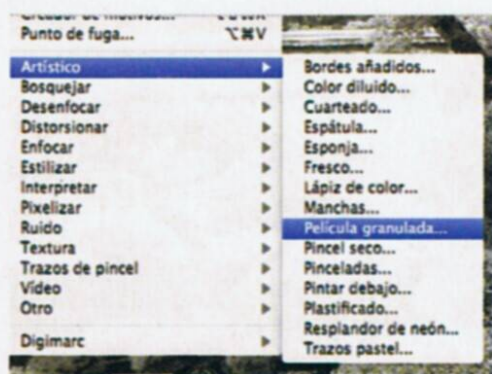 Punto de fuga... ⌥⌘V
Artístico
Bosquejar
Desenfocar
Distorsionar
Enfocar
Estilizar
Interpretar
Pixelizar
Ruido
Textura
Trazos de pincel
Vídeo
Otro
Digimarc
Bordes añadidos...
Color diluido...
Cuarteado...
Espátula...
Esponja...
Fresco...
Lápiz de color...
Manchas...
Película granulada...
Pincel seco...
Pinceladas...
Pintar debajo...
Plastificado...
Resplandor de neón...
Trazos pastel...